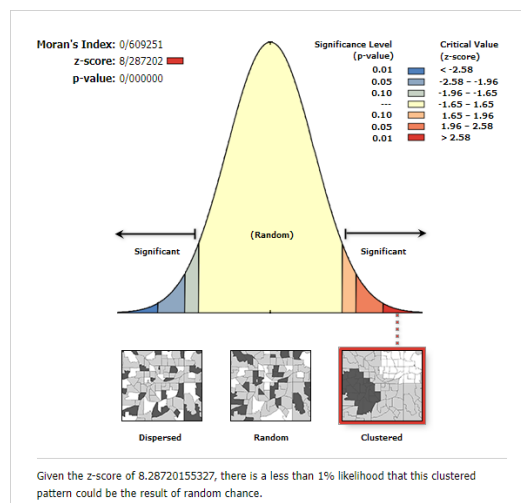 Moran's Index: 0/609251
z-score: 8/287202
p-value: 0/000000
Significance Level
(p-value)
Critical Value
(z-score)
0.01 < -2.58
0.05 -2.58 – -1.96
0.10 -1.96 – -1.65
--- -1.65 – 1.65
0.10 1.65 – 1.96
0.05 1.96 – 2.58
0.01 > 2.58
Significant
(Random)
Significant
Dispersed
Random
Clustered
Given the z-score of 8.28720155327, there is a less than 1% likelihood that this clustered
pattern could be the result of random chance.